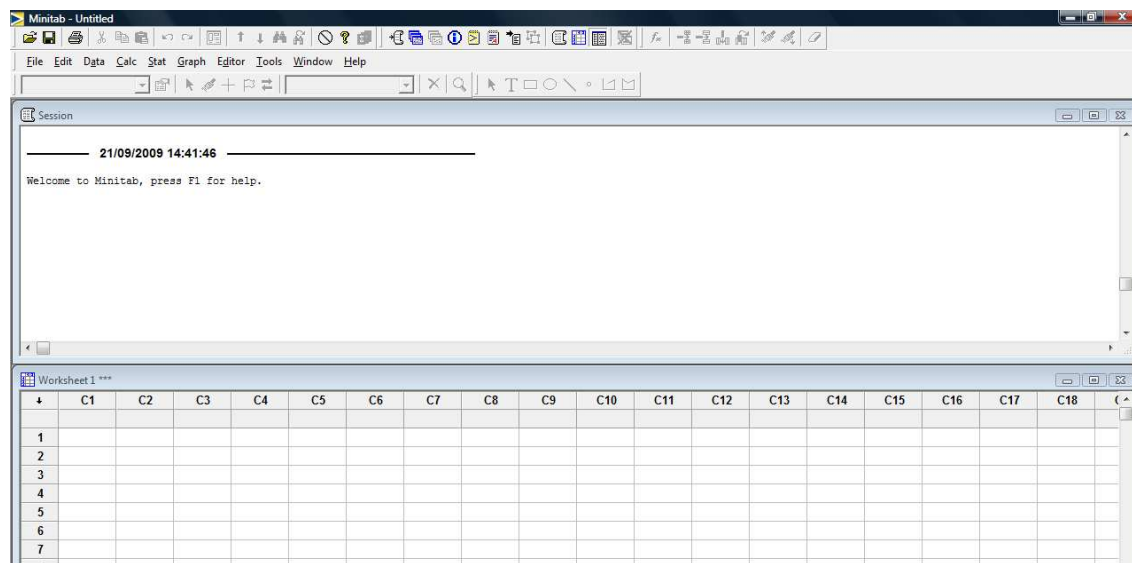 Minitab - Untitled
File Edit Data Calc Stat Graph Editor Tools Window Help
Session
21/09/2009 14:41:46
Welcome to Minitab, press F1 for help.
Worksheet 1 ***
C1 C2 C3 C4 C5 C6 C7 C8 C9 C10 C11 C12 C13 C14 C15 C16 C17 C18
1
2
3
4
5
6
7